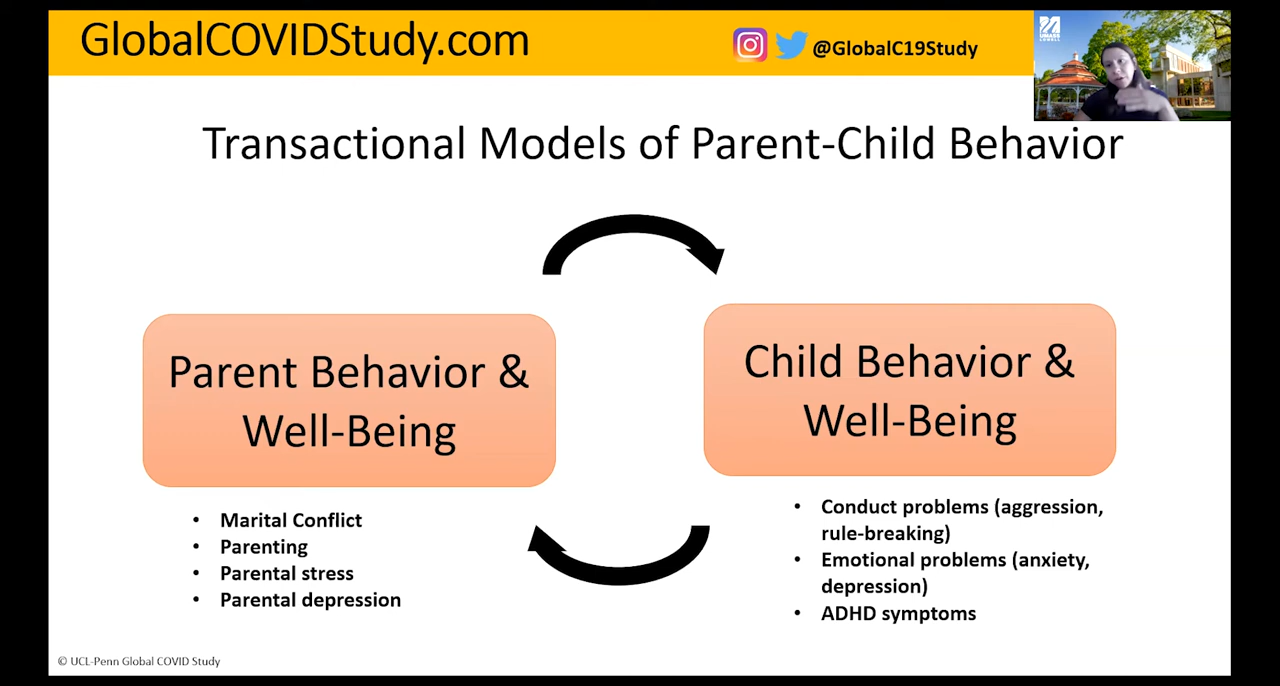 GlobalCOVIDStudy.com
@GlobalC19Study
UMASS
LOWELL
Transactional Models of Parent-Child Behavior
Parent Behavior &
Well-Being
Child Behavior &
Well-Being
• Marital Conflict
• Parenting
• Parental stress
• Parental depression
• Conduct problems (aggression,
rule-breaking)
• Emotional problems (anxiety,
depression)
• ADHD symptoms
© UCL-Penn Global COVID Study